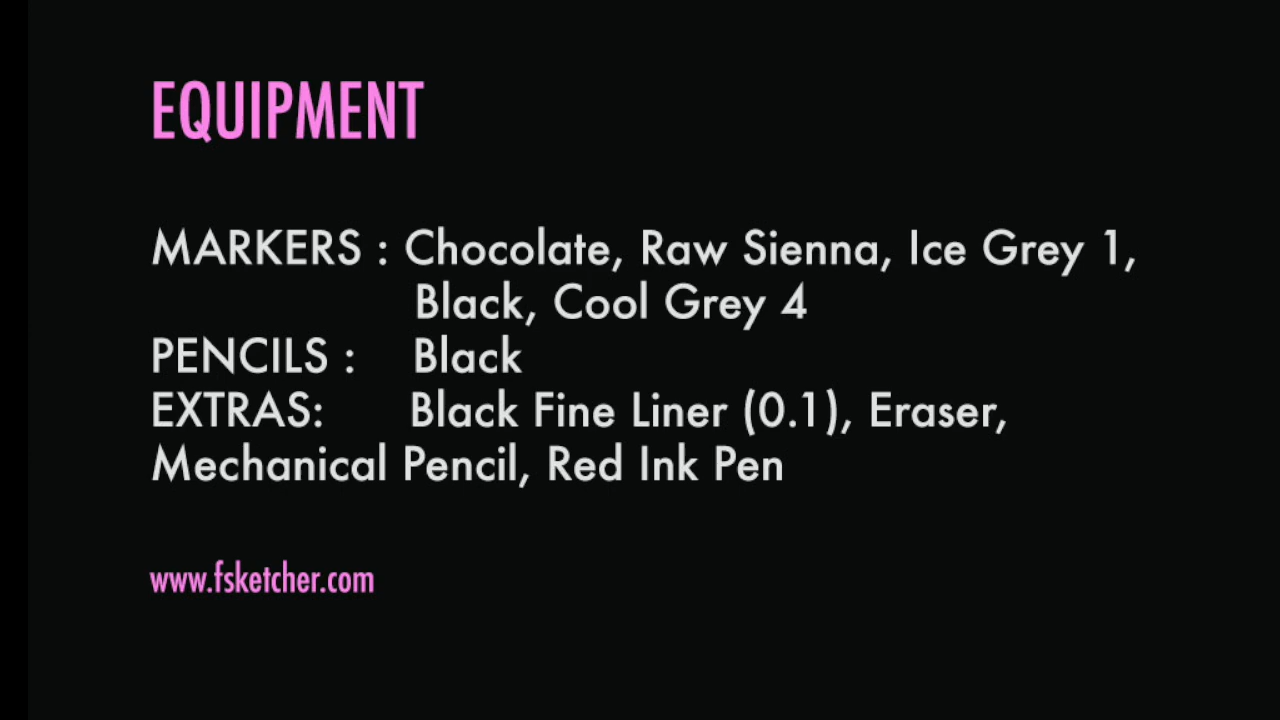 EQUIPMENT
MARKERS : Chocolate, Raw Sienna, Ice Grey 1,
Black, Cool Grey 4
PENCILS : Black
EXTRAS: Black Fine Liner (0.1), Eraser,
Mechanical Pencil, Red Ink Pen
www.fsketcher.com